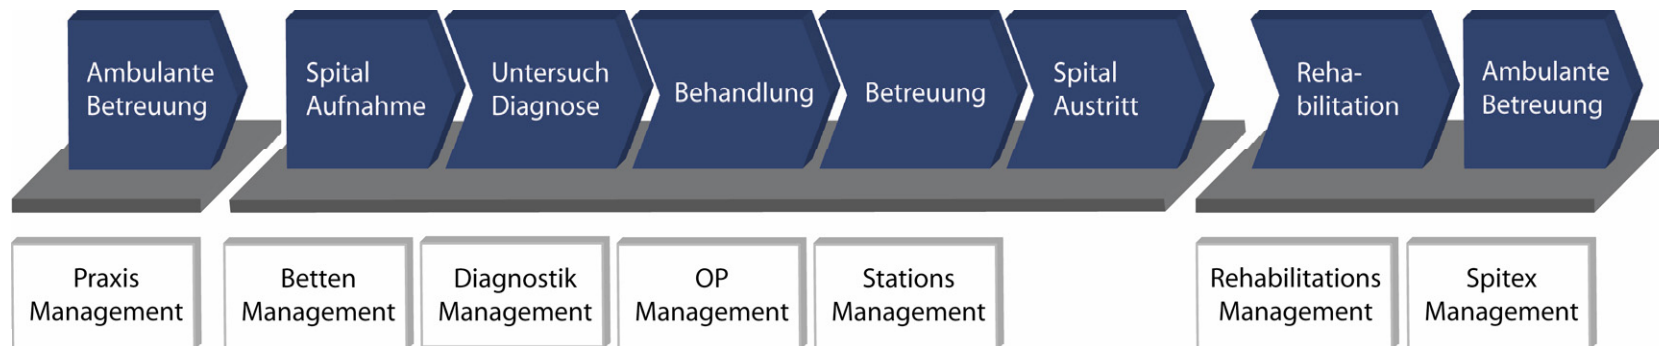 Ambulante
Betreuung
Spital
Aufnahme
Untersuch
Diagnose
Behandlung
Betreuung
Spital
Austritt
Reha-
bilitation
Ambulante
Betreuung
Praxis
Management
Betten
Management
Diagnostik
Management
OP
Management
Stations
Management
Rehabilitations
Management
Spitex
Management